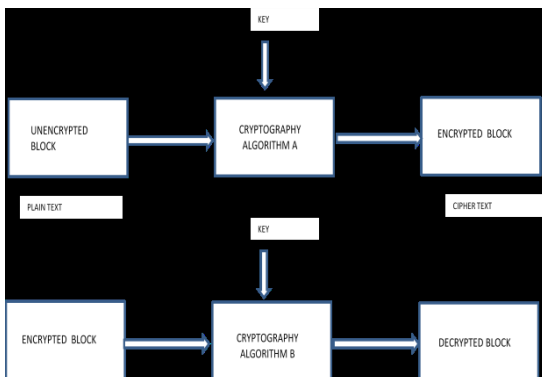 KEY
UNENCRYPTED
BLOCK
CRYPTOGRAPHY
ALGORITHM A
ENCRYPTED BLOCK
PLAIN TEXT
CIPHER TEXT
KEY
ENCRYPTED BLOCK
CRYPTOGRAPHY
ALGORITHM B
DECRYPTED BLOCK